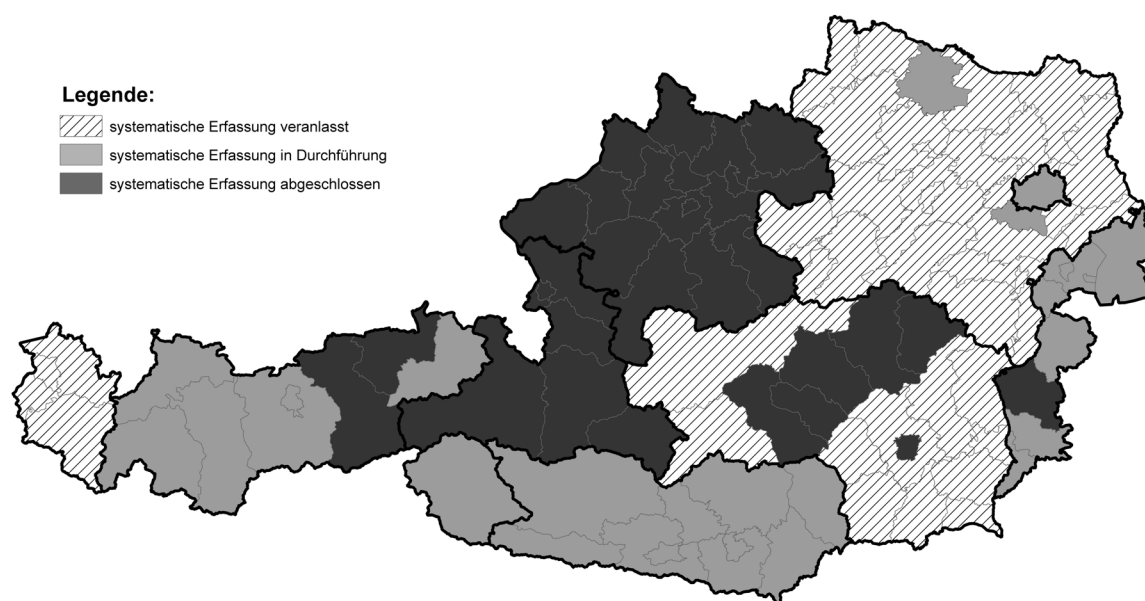 Legende:
systematische Erfassung veranlasst
systematische Erfassung in Durchführung
systematische Erfassung abgeschlossen